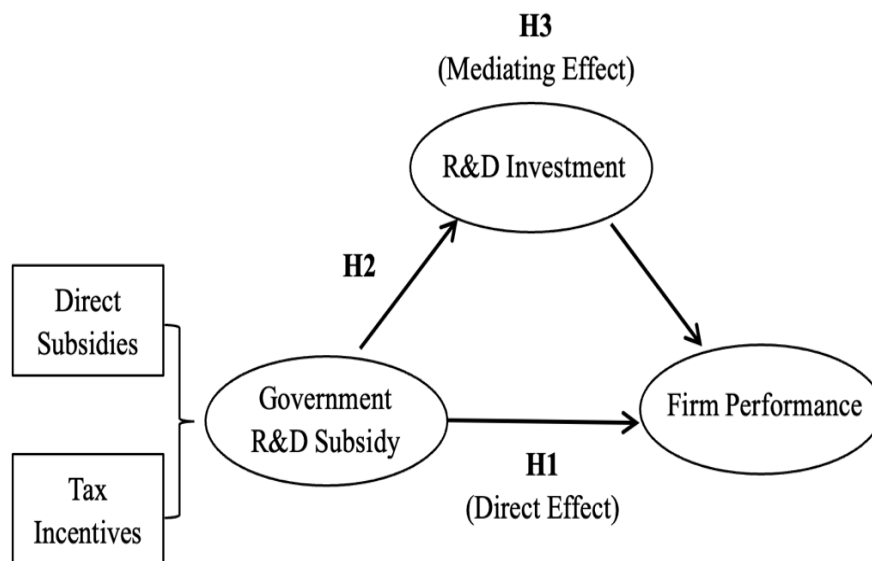 H3
(Mediating Effect)
R&D Investment
H2
Direct
Subsidies
Government
R&D Subsidy
Firm Performance
H1
(Direct Effect)
Tax
Incentives